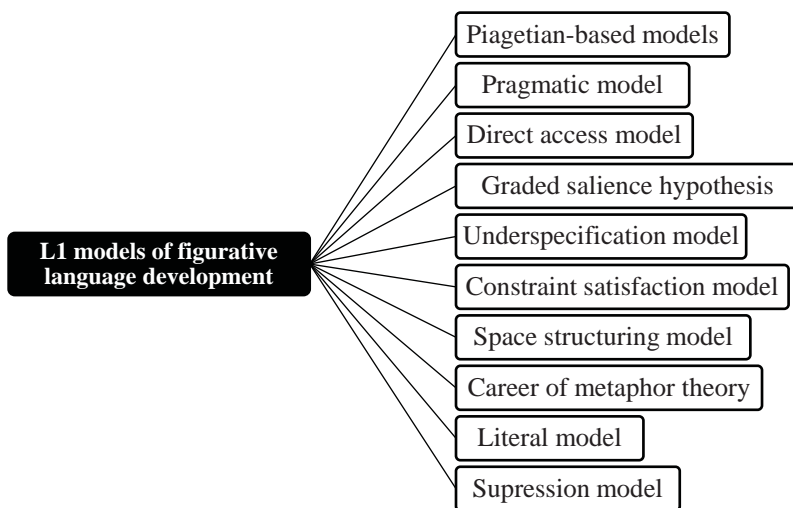 Piagetian-based models
Pragmatic model
Direct access model
Graded salience hypothesis
Underspecification model
L1 models of figurative
language development
Constraint satisfaction model
Space structuring model
Career of metaphor theory
Literal model
Supression model